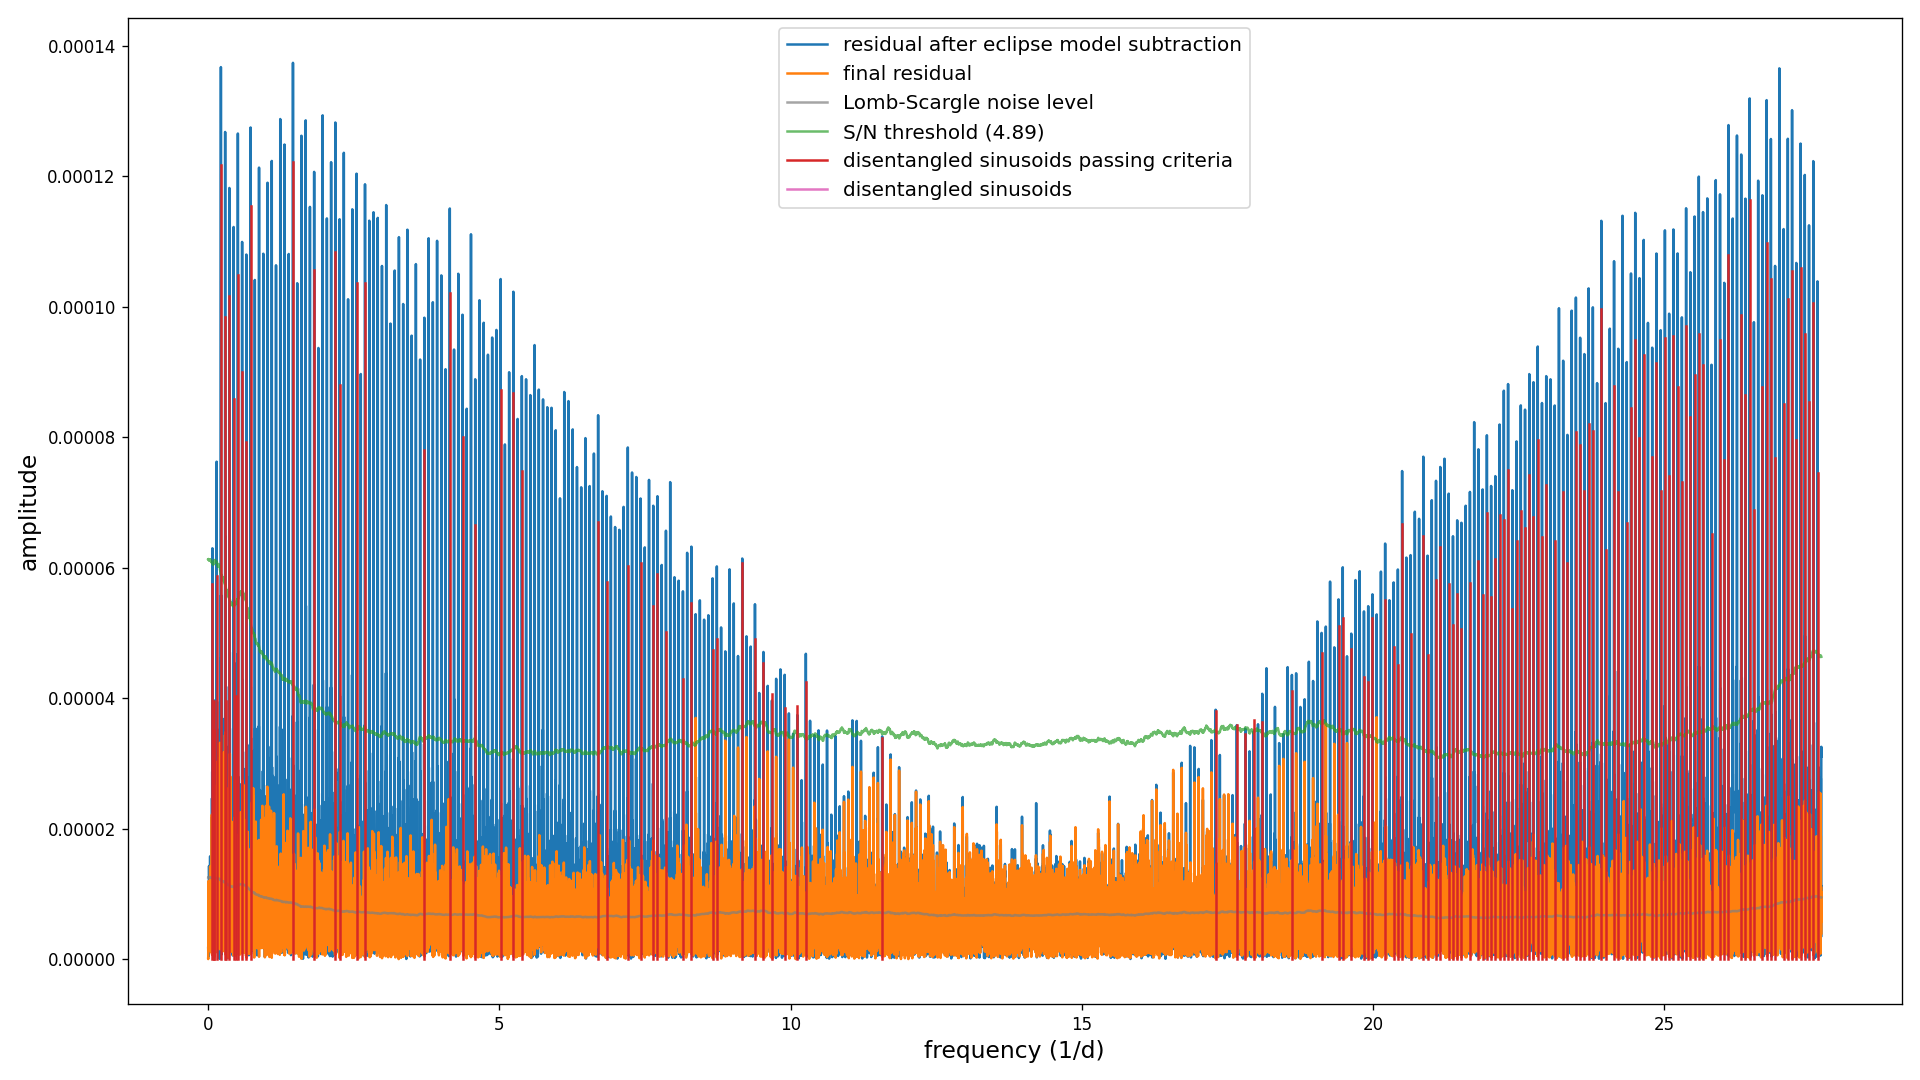 residual after eclipse model subtraction
final residual
Lomb-Scargle noise level
S/N threshold (4.89)
disentangled sinusoids passing criteria
disentangled sinusoids
amplitude
0.00014
0.00012
0.00010
0.00008
0.00006
0.00004
0.00002
0.00000
0 5 10 15 20 25
frequency (1/d)